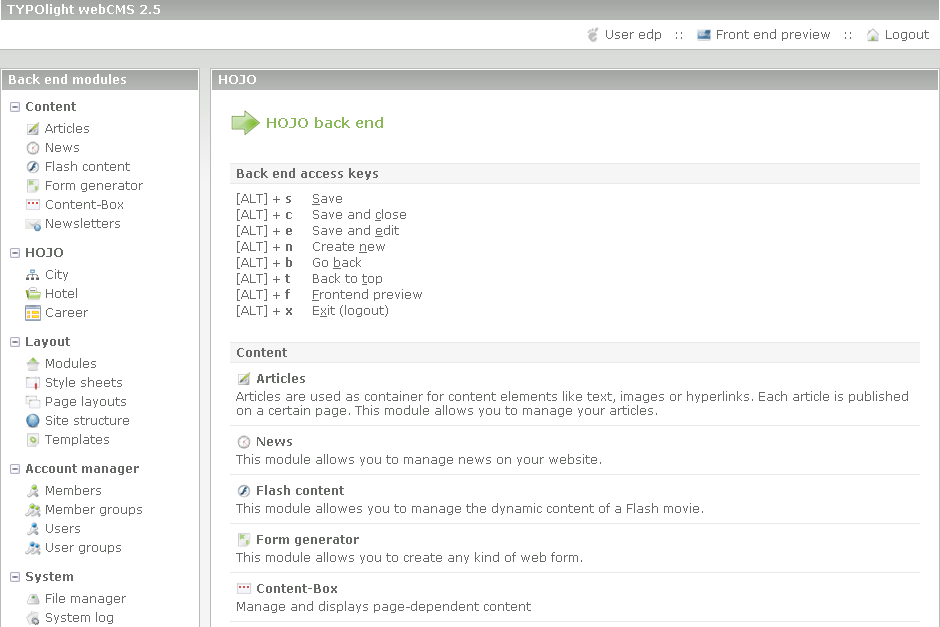 TYPOlight webCMS 2.5
User edp :: Front end preview :: Logout
Back end modules
Content
Articles
News
Flash content
Form generator
Content-Box
Newsletters
HOJO
City
Hotel
Career
Layout
Modules
Style sheets
Page layouts
Site structure
Templates
Account manager
Members
Member groups
Users
User groups
System
File manager
System log
HOJO
HOJO back end
Back end access keys
[ALT] + s Save
[ALT] + c Save and close
[ALT] + e Save and edit
[ALT] + n Create new
[ALT] + b Go back
[ALT] + t Back to top
[ALT] + f Frontend preview
[ALT] + x Exit (logout)
Content
Articles
Articles are used as container for content elements like text, images or hyperlinks. Each article is published
on a certain page. This module allows you to manage your articles.
News
This module allows you to manage news on your website.
Flash content
This module allowes you to manage the dynamic content of a Flash movie.
Form generator
This module allows you to create any kind of web form.
Content-Box
Manage and displays page-dependent content